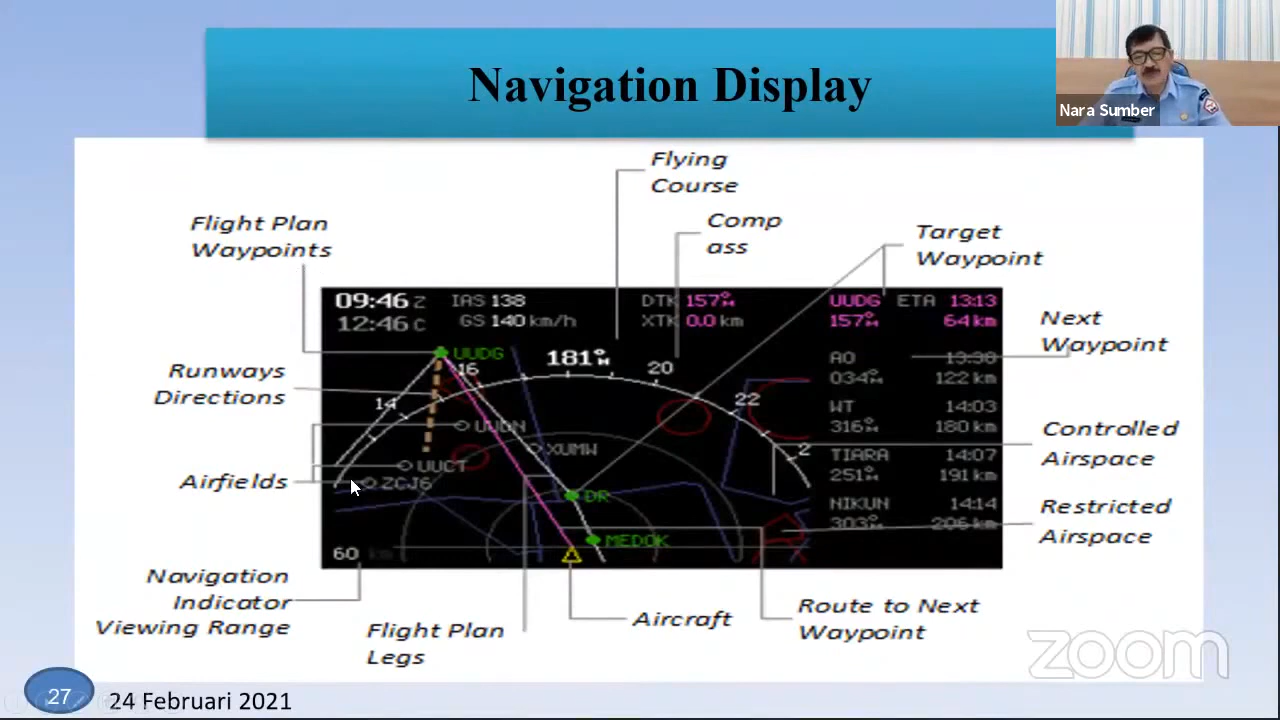 Navigation Display
Nara Sumber
Flying
Course
Flight Plan
Waypoints
Comp
ass
Target
Waypoint
Next
Waypoint
Runways
Directions
Controlled
Airspace
Airfields
Restricted
Airspace
Navigation
Indicator
Viewing Range
Flight Plan
Legs
Aircraft
Route to Next
Waypoint
09:46 Z IAS 138 DTK 157°M UUDG ETA 13:13
12:46 C GS 140 km/h XTK 0.0 km 157°M 64 km
UUDG 181°M
16 20
14 22
AO 13:38
034°M 122 km
WT 14:03
316°M 180 km
TIARA 14:07
251°M 191 km
NIKUN 14:14
303°M 206 km
UUDN
XUMW
UUCT
ZCJ6
2
DR
MEDOK
60 km
zoom
27 24 Februari 2021